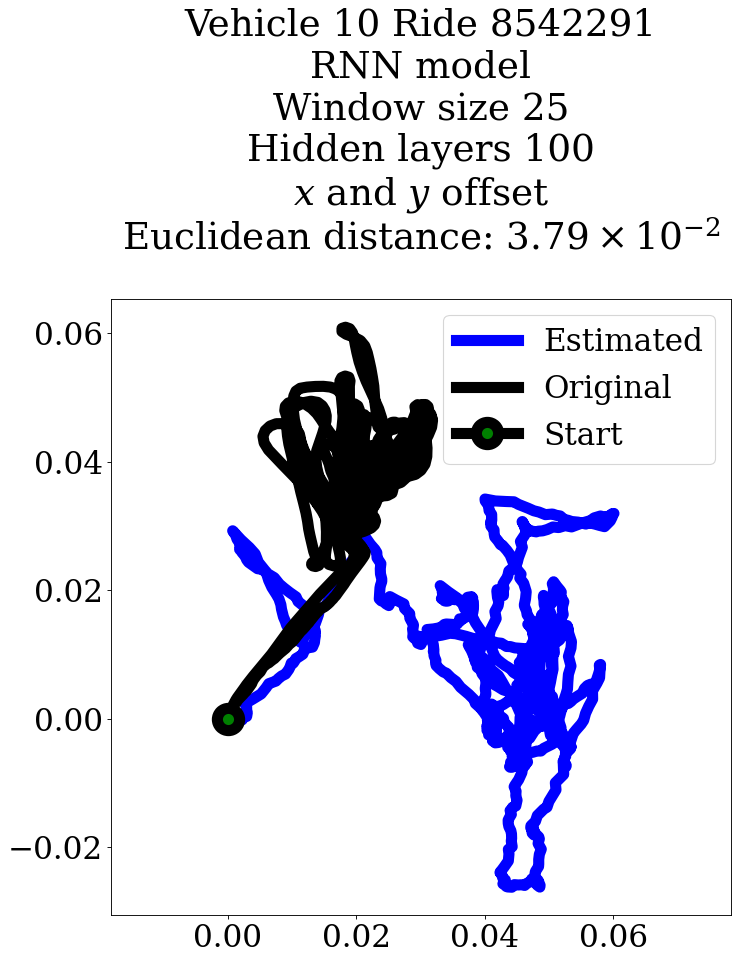 Vehicle 10 Ride 8542291
RNN model
Window size 25
Hidden layers 100
x and y offset
Euclidean distance: 3.79 × 10⁻²
Estimated
Original
Start
0.06
0.04
0.02
0.00
−0.02
0.00 0.02 0.04 0.06